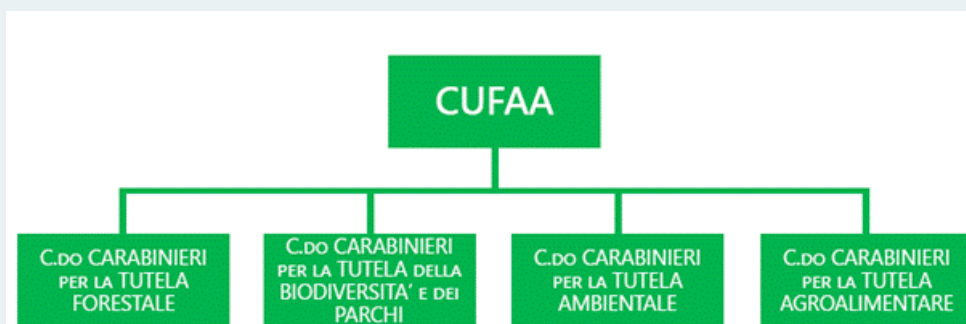 CUFAA
C.DO CARABINIERI
PER LA TUTELA
FORESTALE
C.DO CARABINIERI
PER LA TUTELA DELLA
BIODIVERSITA' E DEI
PARCHI
C.DO CARABINIERI
PER LA TUTELA
AMBIENTALE
C.DO CARABINIERI
PER LA TUTELA
AGROALIMENTARE